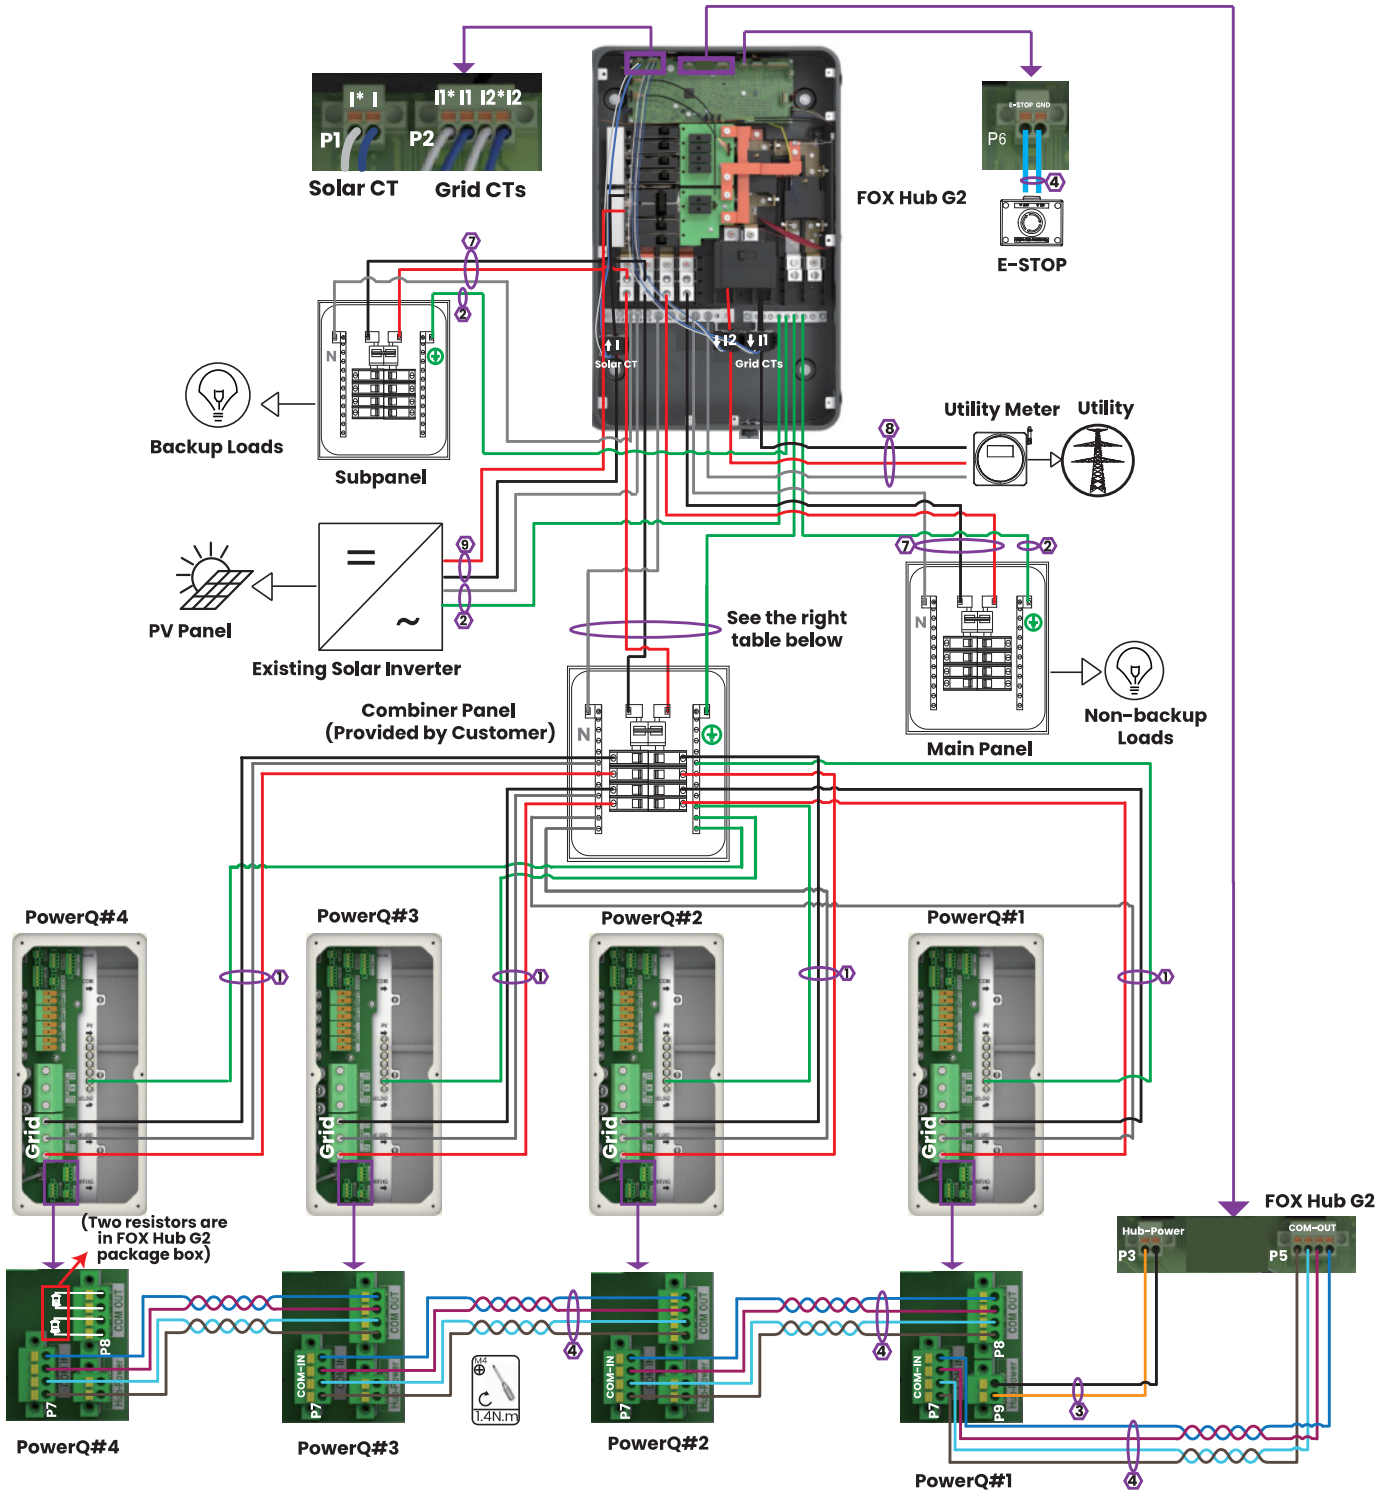 I* I
I1* I1 I2* I2
P1
P2
Solar CT
Grid CTs
FOX Hub G2
E-STOP GND
P6
4
E-STOP
7
2
N
Backup Loads
Subpanel
I
Solar CT
I2
I1
Grid CTs
Utility Meter
Utility
8
9
2
PV Panel
Existing Solar Inverter
7
2
N
See the right
table below
Combiner Panel
(Provided by Customer)
N
Main Panel
Non-backup
Loads
PowerQ#4
PowerQ#3
PowerQ#2
PowerQ#1
1
1
1
1
Grid
Grid
Grid
Grid
(Two resistors are
in FOX Hub G2
package box)
FOX Hub G2
Hub-Power
P3
COM-OUT
P5
COM OUT
P8
P7
COM OUT
COM-IN
P7
4
COM OUT
COM-IN
P7
4
COM OUT
P8
COM-IN
P7
P9
3
4
M4
1.4N.m
PowerQ#4
PowerQ#3
PowerQ#2
PowerQ#1